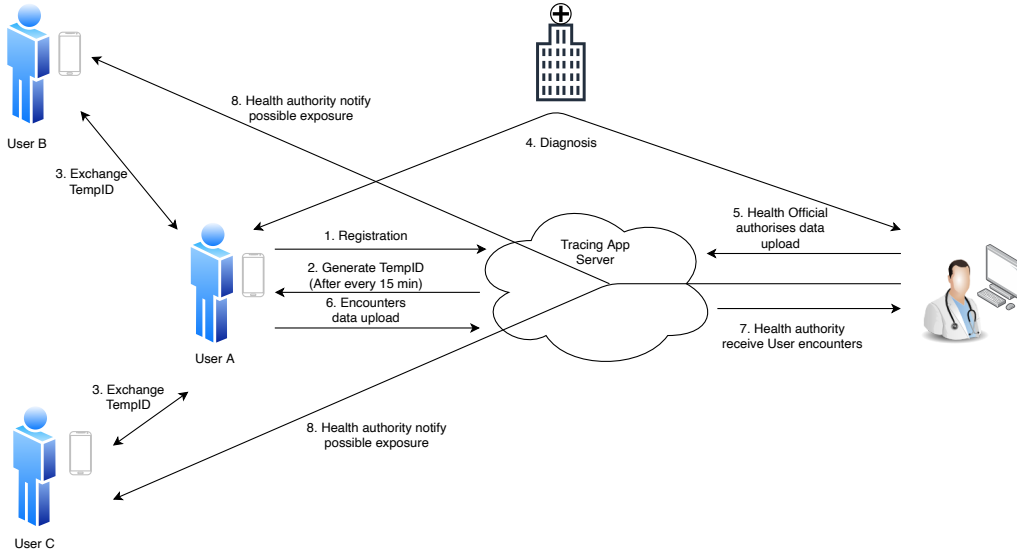 8. Health authority notify
possible exposure
User B
4. Diagnosis
3. Exchange
TempID
5. Health Official
authorises data
upload
1. Registration
Tracing App
Server
2. Generate TempID
(After every 15 min)
6. Encounters
data upload
7. Health authority
receive User encounters
User A
3. Exchange
TempID
8. Health authority notify
possible exposure
User C